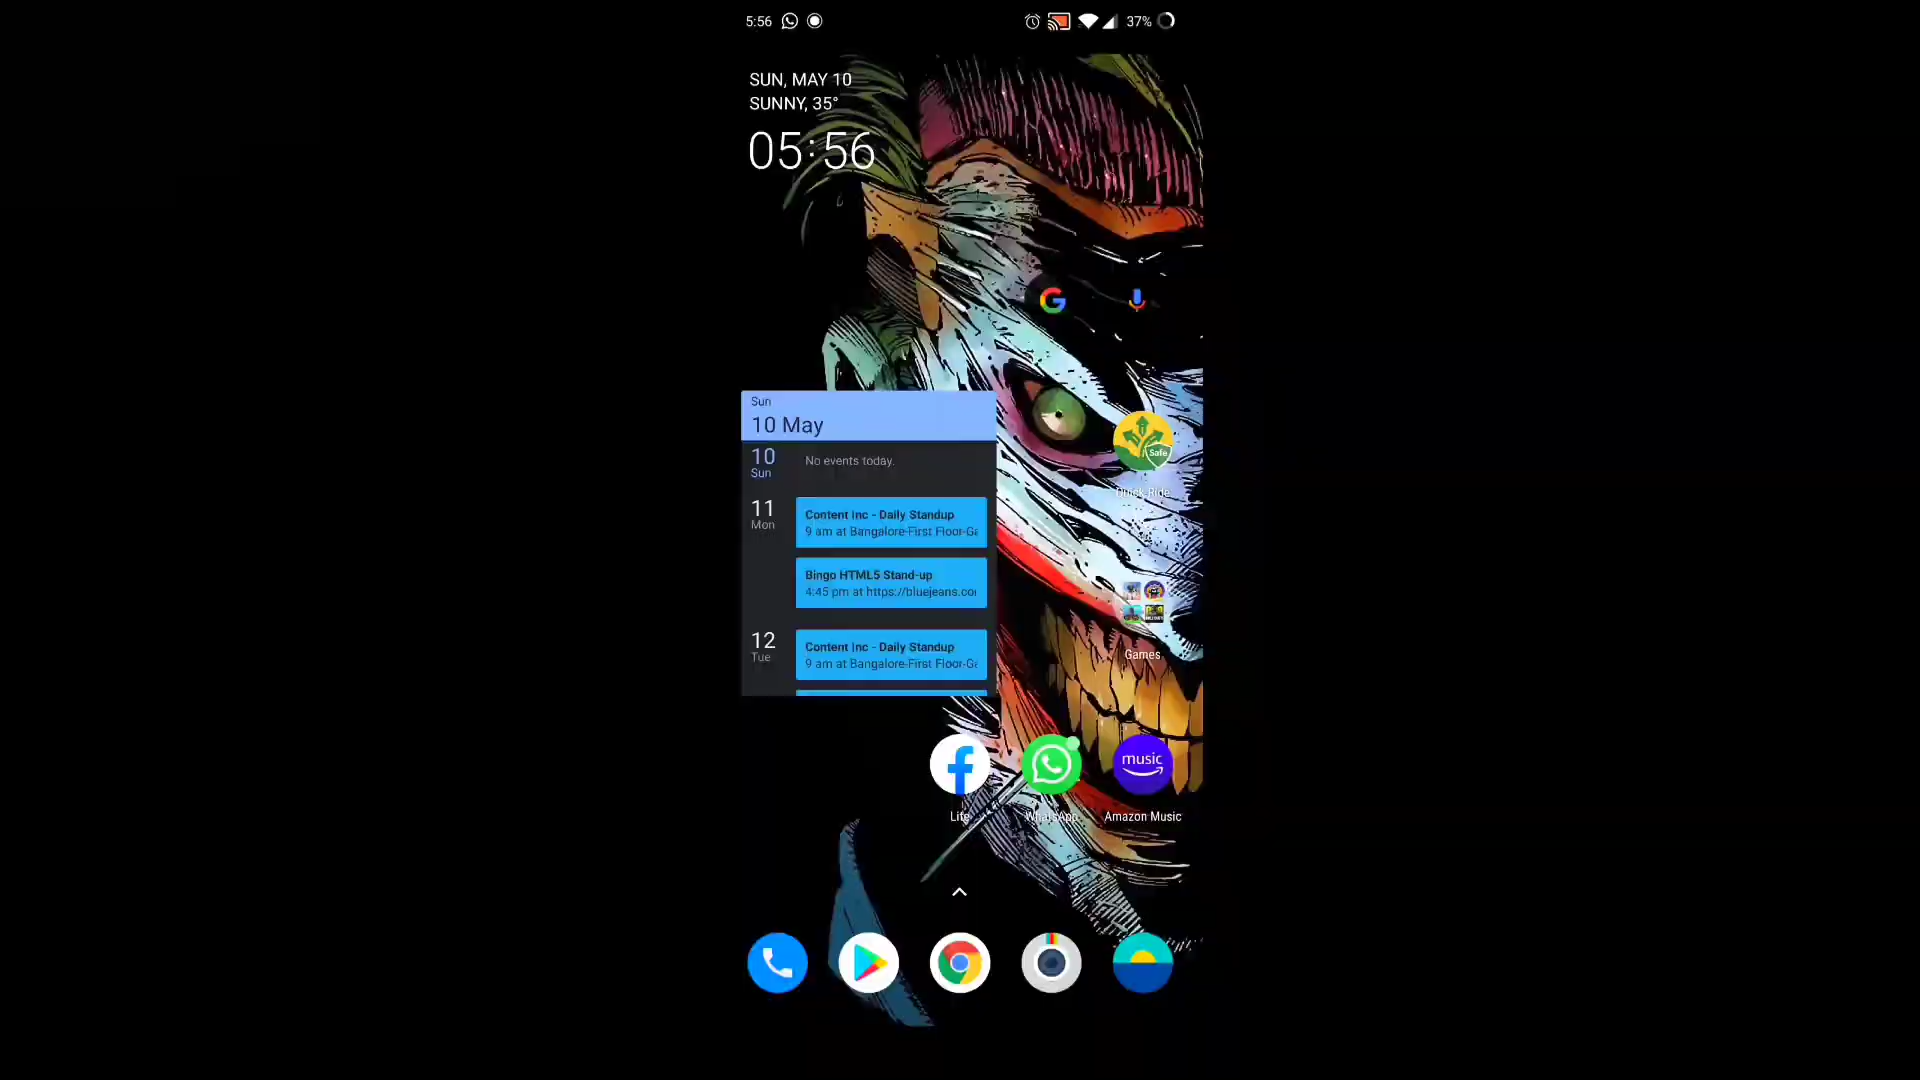 5:56
37%
SUN, MAY 10
SUNNY, 35°
05:56
Sun
10 May
10
Sun
No events today.
11
Mon
Content Inc - Daily Standup
9 am at Bangalore-First Floor-Ga
Bingo HTML5 Stand-up
4:45 pm at https://bluejeans.co
12
Tue
Content Inc - Daily Standup
9 am at Bangalore-First Floor-Ga
Safe
Quick Ride
Games
music
Lite
WhatsApp
Amazon Music